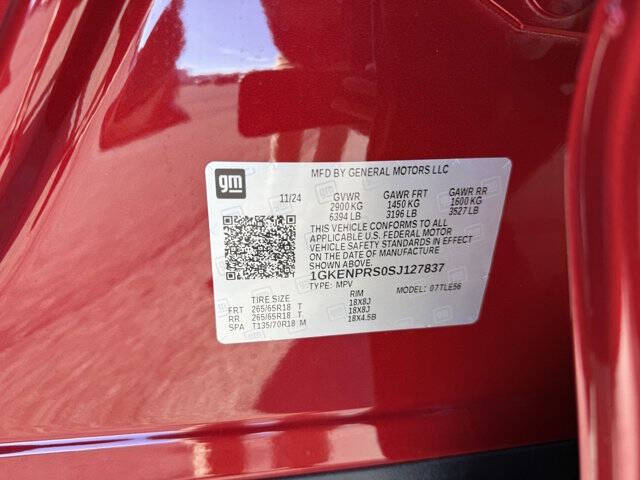 gm
MFD BY GENERAL MOTORS LLC
11/24 GVWR GAWR FRT GAWR RR
2900 KG 1450 KG 1600 KG
6394 LB 3196 LB 3527 LB
THIS VEHICLE CONFORMS TO ALL
APPLICABLE U.S. FEDERAL MOTOR
VEHICLE SAFETY STANDARDS IN EFFECT
ON THE DATE OF MANUFACTURE SHOWN ABOVE.
1GKENPRS0SJ127837
TYPE: MPV MODEL: 07TLE56
TIRE SIZE RIM
FRT 265/65R18 T 18X8J
RR 265/65R18 T 18X8J
SPA T135/70R18 M 18X4.5B